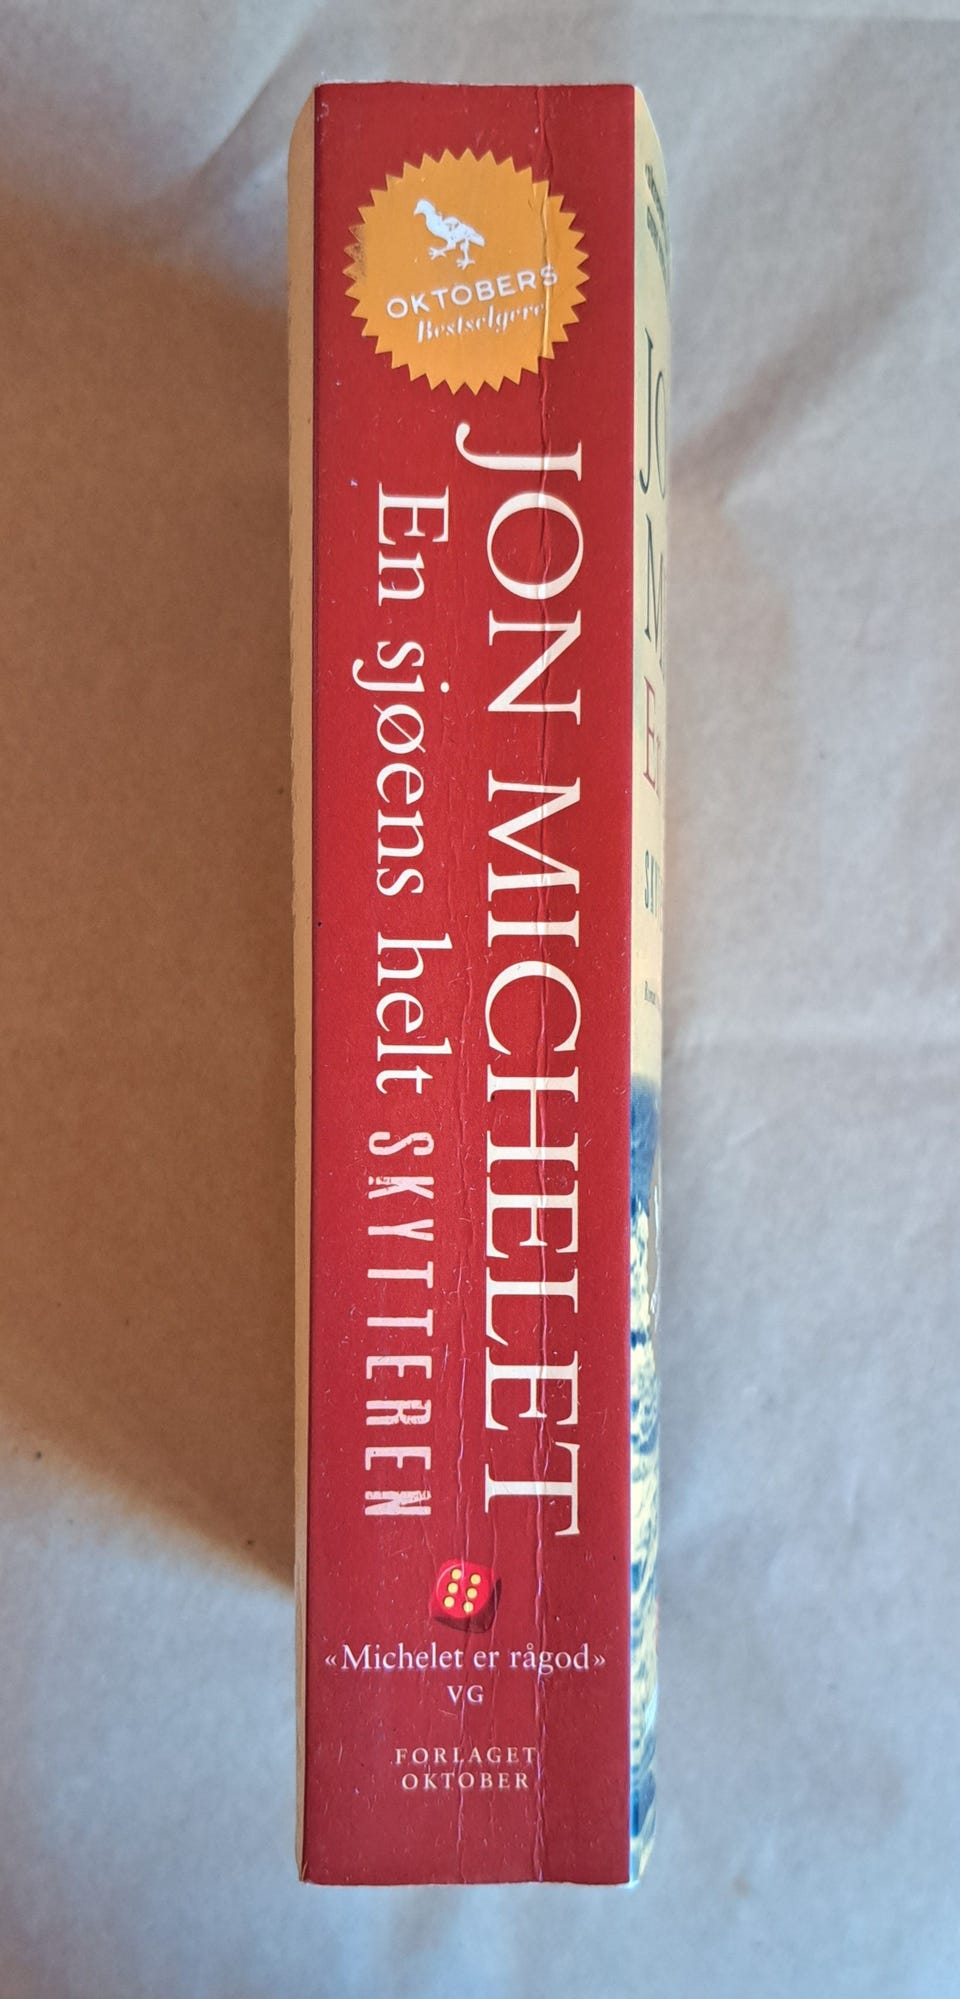 OKTOBERS
Bestselgere
JON MICHELET
En sjøens helt SKYTTEREN
«Michelet er rågod»
VG
FORLAGET
OKTOBER